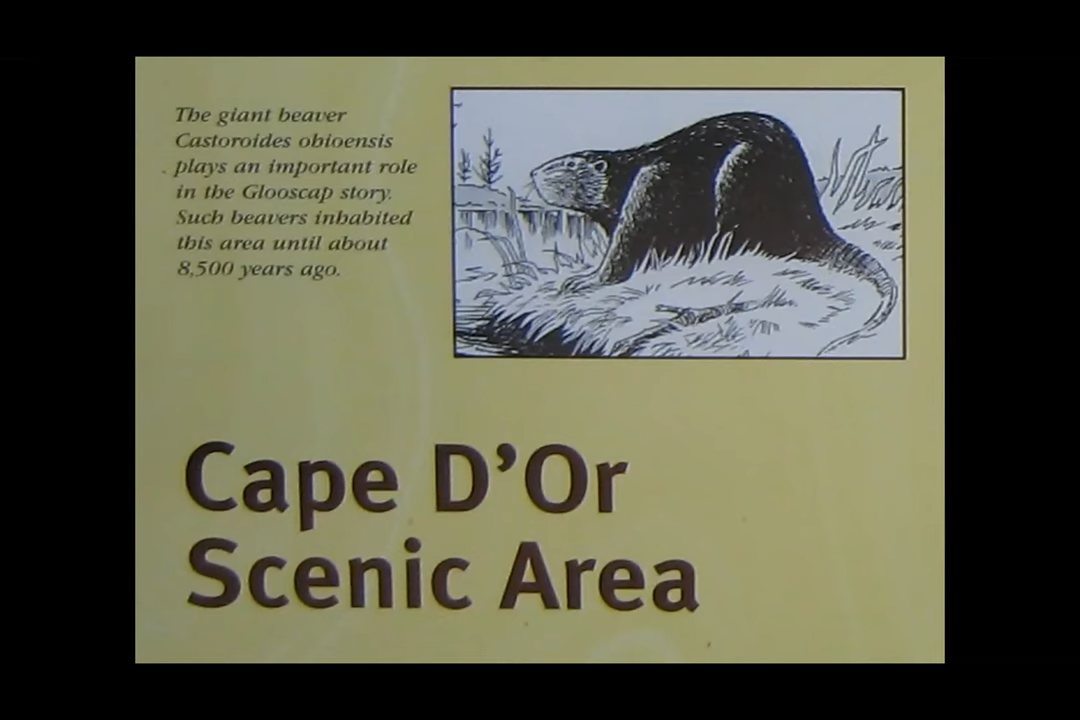 The giant beaver
Castoroides ohioensis
plays an important role
in the Glooscap story.
Such beavers inhabited
this area until about
8,500 years ago.
Cape D'Or
Scenic Area